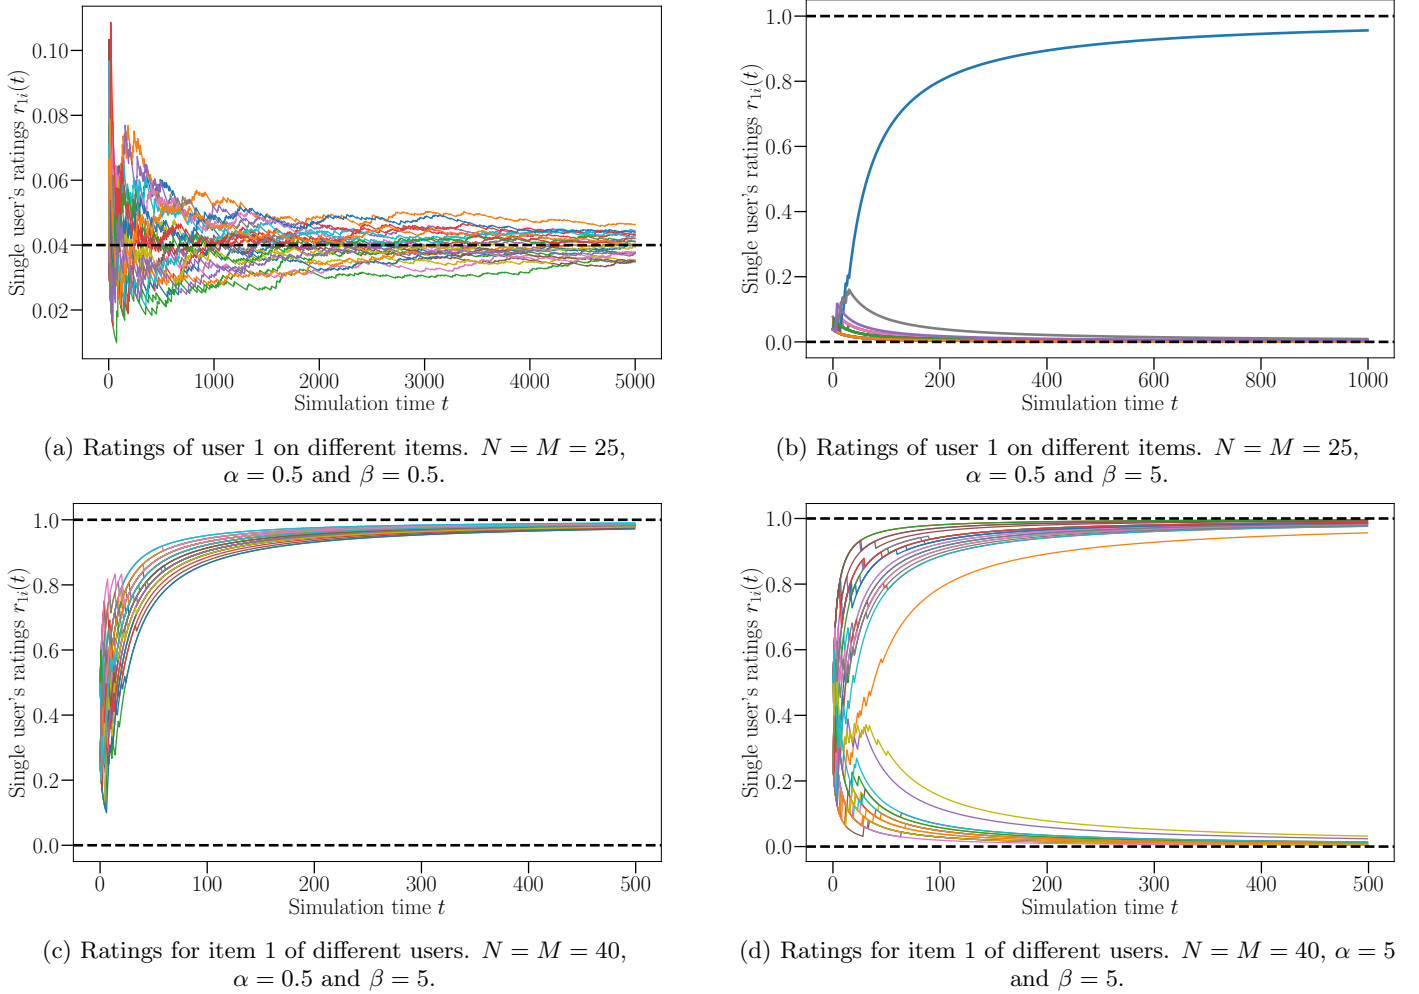 Single user's ratings r_{1i}(t)
0.10
0.08
0.06
0.04
0.02
0
1000
2000
3000
4000
5000
Simulation time t
(a) Ratings of user 1 on different items. N = M = 25,
α = 0.5 and β = 0.5.
Single user's ratings r_{1i}(t)
1.0
0.8
0.6
0.4
0.2
0.0
0
200
400
600
800
1000
Simulation time t
(b) Ratings of user 1 on different items. N = M = 25,
α = 0.5 and β = 5.
Single user's ratings r_{1i}(t)
1.0
0.8
0.6
0.4
0.2
0.0
0
100
200
300
400
500
Simulation time t
(c) Ratings for item 1 of different users. N = M = 40,
α = 0.5 and β = 5.
Single user's ratings r_{1i}(t)
1.0
0.8
0.6
0.4
0.2
0.0
0
100
200
300
400
500
Simulation time t
(d) Ratings for item 1 of different users. N = M = 40, α = 5
and β = 5.